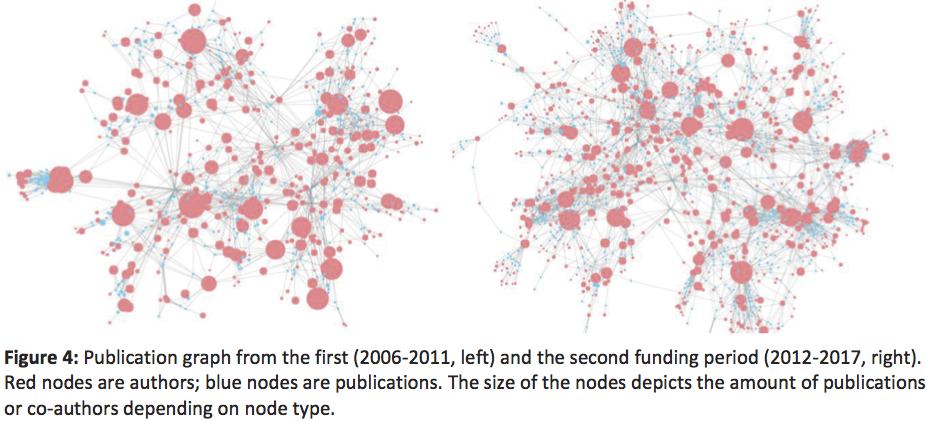 Figure 4: Publication graph from the first (2006-2011, left) and the second funding period (2012-2017, right).
Red nodes are authors; blue nodes are publications. The size of the nodes depicts the amount of publications
or co-authors depending on node type.